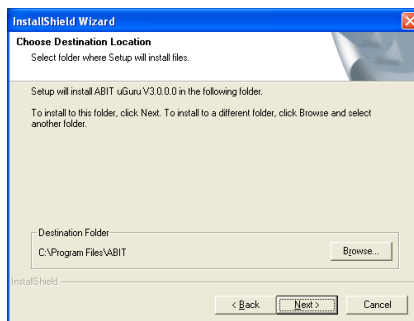 InstallShield Wizard
Choose Destination Location
Select folder where Setup will install files.
Setup will install ABIT uGuru V3.0.0.0 in the following folder.
To install to this folder, click Next. To install to a different folder, click Browse and select
another folder.
Destination Folder
C:\Program Files\ABIT
Browse...
InstallShield
< Back
Next >
Cancel